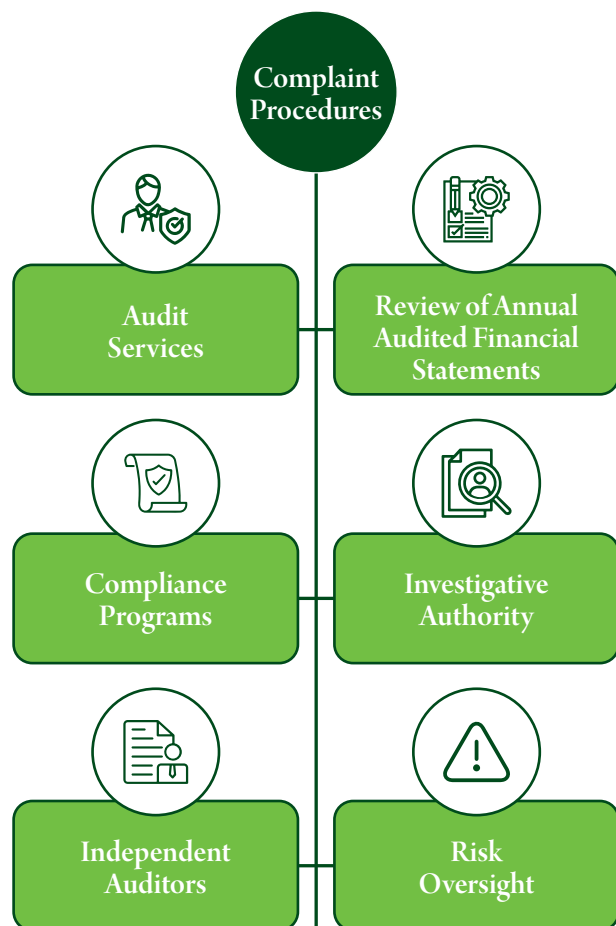 Complaint
Procedures
Audit
Services
Review of Annual
Audited Financial
Statements
Compliance
Programs
Investigative
Authority
Independent
Auditors
Risk
Oversight